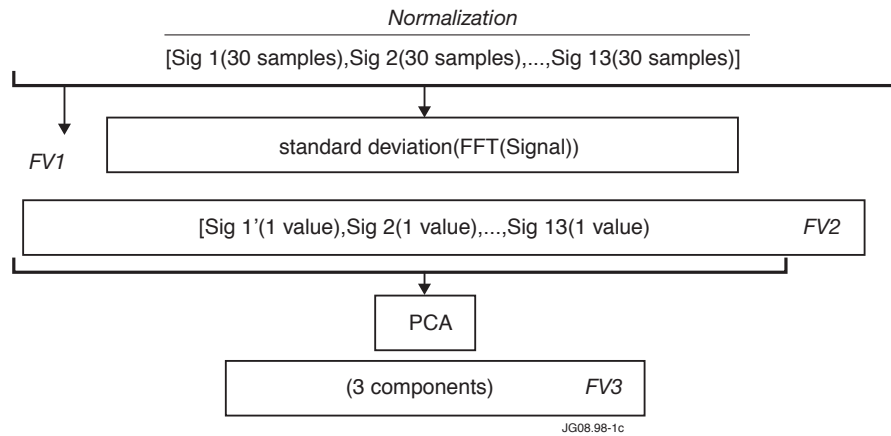 Normalization
[Sig 1(30 samples),Sig 2(30 samples),...,Sig 13(30 samples)]
FV1
standard deviation(FFT(Signal))
[Sig 1’(1 value),Sig 2(1 value),...,Sig 13(1 value) FV2
PCA
(3 components) FV3
JG08.98-1c